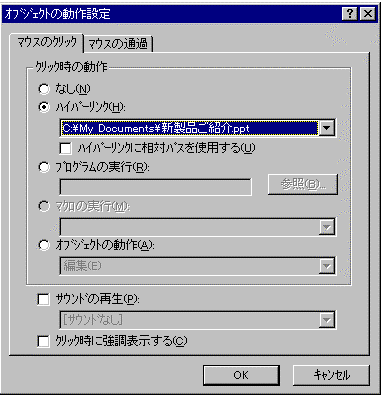 オブジェクトの動作設定
マウスのクリック マウスの通過
クリック時の動作
なし(N)
ハイパーリンク(H):
C:¥My Documents¥新製品ご紹介.ppt
ハイパーリンクに相対パスを使用する(U)
プログラムの実行(R):
参照(B)...
マクロの実行(M):
オブジェクトの動作(A):
編集(E)
サウンドの再生(P):
[サウンドなし]
クリック時に強調表示する(C)
OK キャンセル